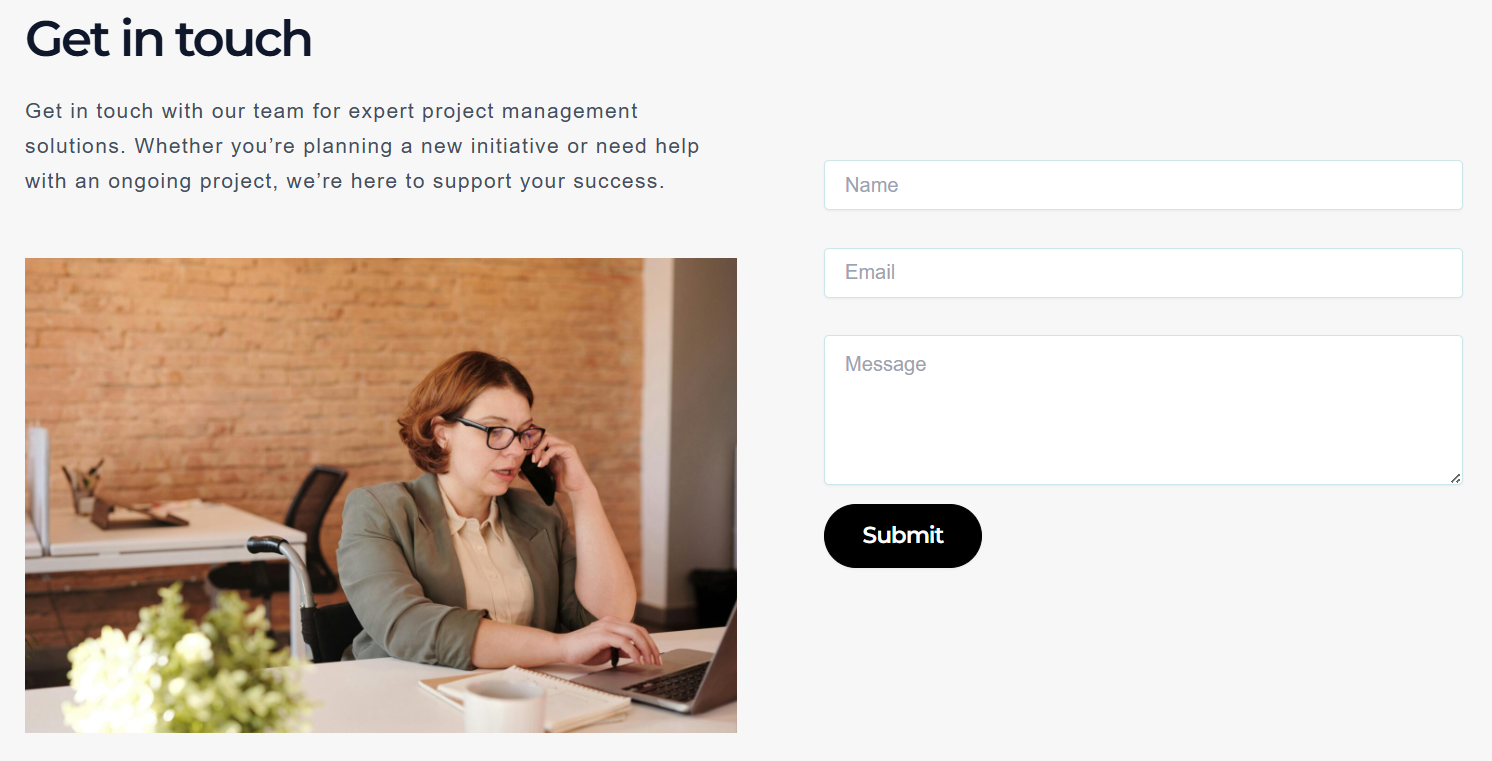 Get in touch
Get in touch with our team for expert project management
solutions. Whether you’re planning a new initiative or need help
with an ongoing project, we’re here to support your success.
Name
Email
Message
Submit